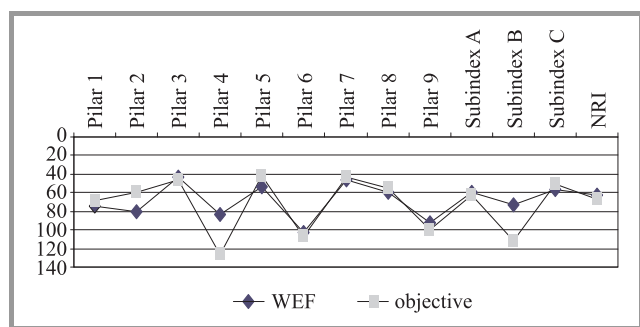 Pilar 1
Pilar 2
Pilar 3
Pilar 4
Pilar 5
Pilar 6
Pilar 7
Pilar 8
Pilar 9
Subindex A
Subindex B
Subindex C
NRI
0
20
40
60
80
100
120
140
WEF
objective